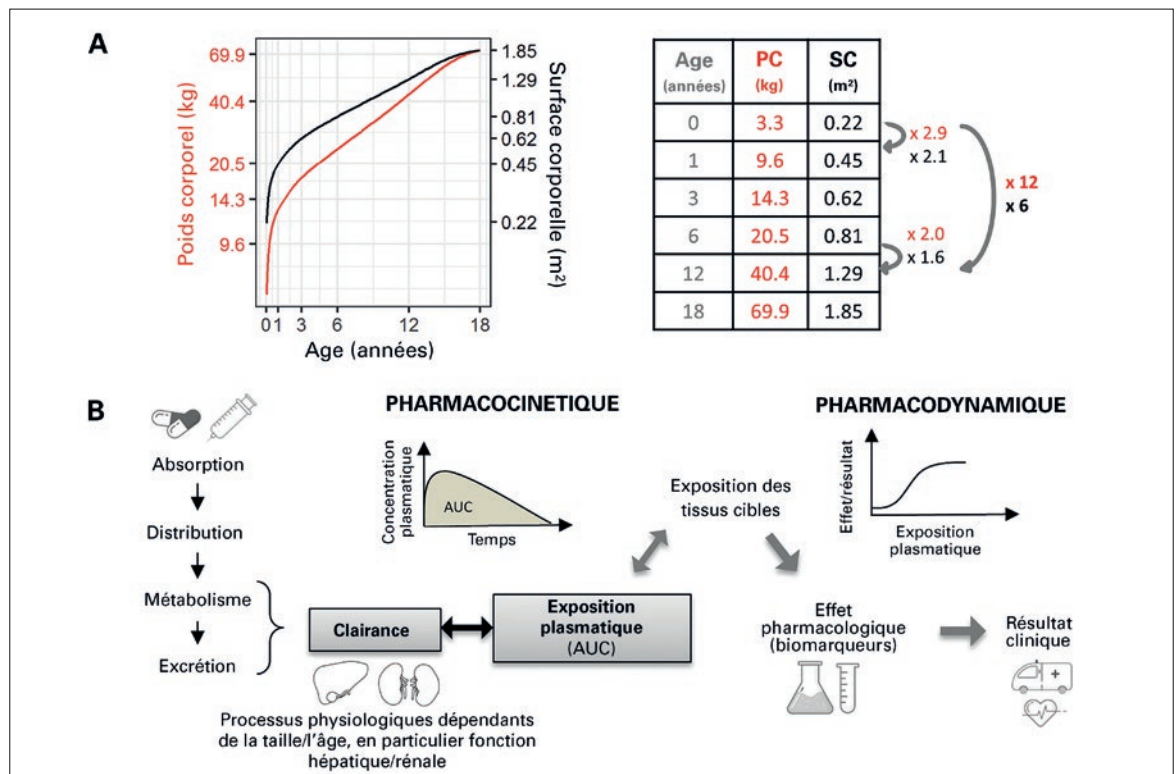 A
Poids corporel (kg)
69.9
40.4
20.5
14.3
9.6
1.85
1.29
0.81
0.62
0.45
0.22
Surface corporelle (m²)
0 1 3 6 12 18
Age (années)
Age PC SC
(années) (kg) (m²)
0 3.3 0.22
1 9.6 0.45
3 14.3 0.62
6 20.5 0.81
12 40.4 1.29
18 69.9 1.85
x 2.9
x 2.1
x 12
x 6
x 2.0
x 1.6
B
Absorption
Distribution
Métabolisme
Excrétion
PHARMACOCINETIQUE
Concentration
plasmatique
AUC
Temps
Clairance
Exposition
plasmatique
(AUC)
Processus physiologiques dépendants
de la taille/l'âge, en particulier fonction
hépatique/rénale
Exposition des
tissus cibles
PHARMACODYNAMIQUE
Effet/résultat
Exposition
plasmatique
Effet
pharmacologique
(biomarqueurs)
Résultat
clinique